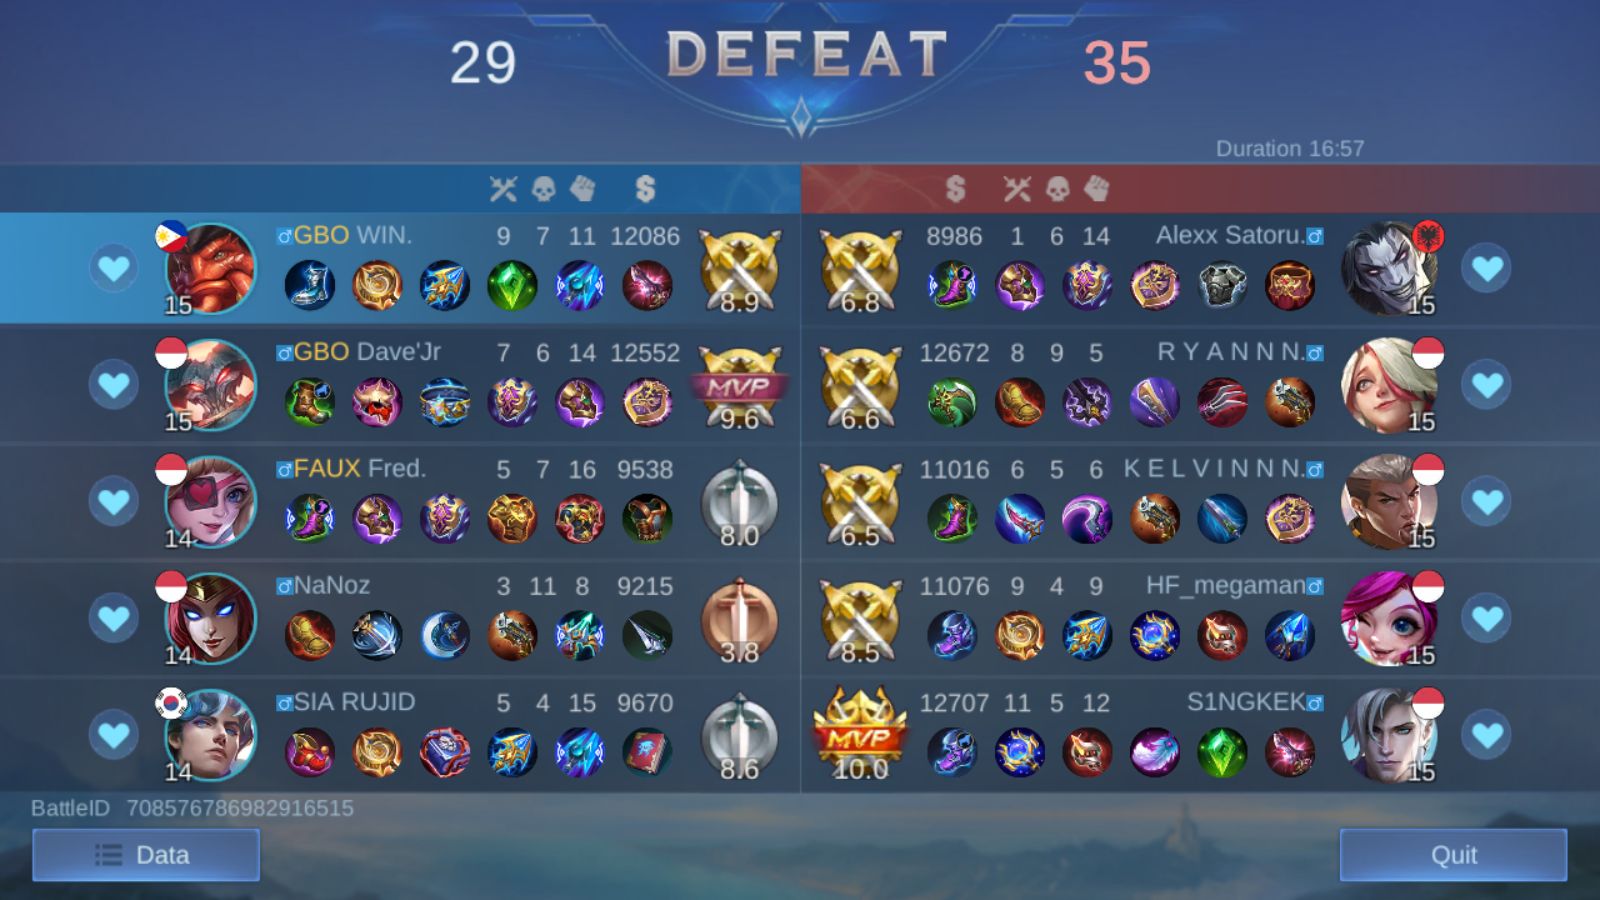 29 DEFEAT 35
Duration 16:57
GBO WIN. 9 7 11 12086
15 8.9
8986 1 6 14 Alexx Satoru.
6.8 15
GBO Dave'Jr 7 6 14 12552 MVP
15 9.6
12672 8 9 5 R Y A N N N.
6.6 15
FAUX Fred. 5 7 16 9538
14 8.0
11016 6 5 6 K E L V I N N N.
6.5 15
NaNoz 3 11 8 9215
14 3.8
11076 9 4 9 HF_megaman
8.5 15
SIA RUJID 5 4 15 9670
14 8.6
MVP 12707 11 5 12 S1NGKEK
10.0 15
BattleID 708576786982916515
Data
Quit